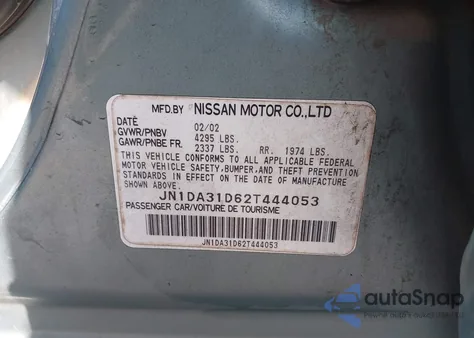 MFD.BY NISSAN MOTOR CO.,LTD
DATE 02/02
GVWR/PNBV 4295 LBS.
GAWR/PNBE FR. 2337 LBS. RR. 1974 LBS.
THIS VEHICLE CONFORMS TO ALL APPLICABLE FEDERAL
MOTOR VEHICLE SAFETY, BUMPER, AND THEFT PREVENTION
STANDARDS IN EFFECT ON THE DATE OF MANUFACTURE
SHOWN ABOVE.
JN1DA31D62T444053
PASSENGER CAR/VOITURE DE TOURISME
JN1DA31D62T444053
autoSnap